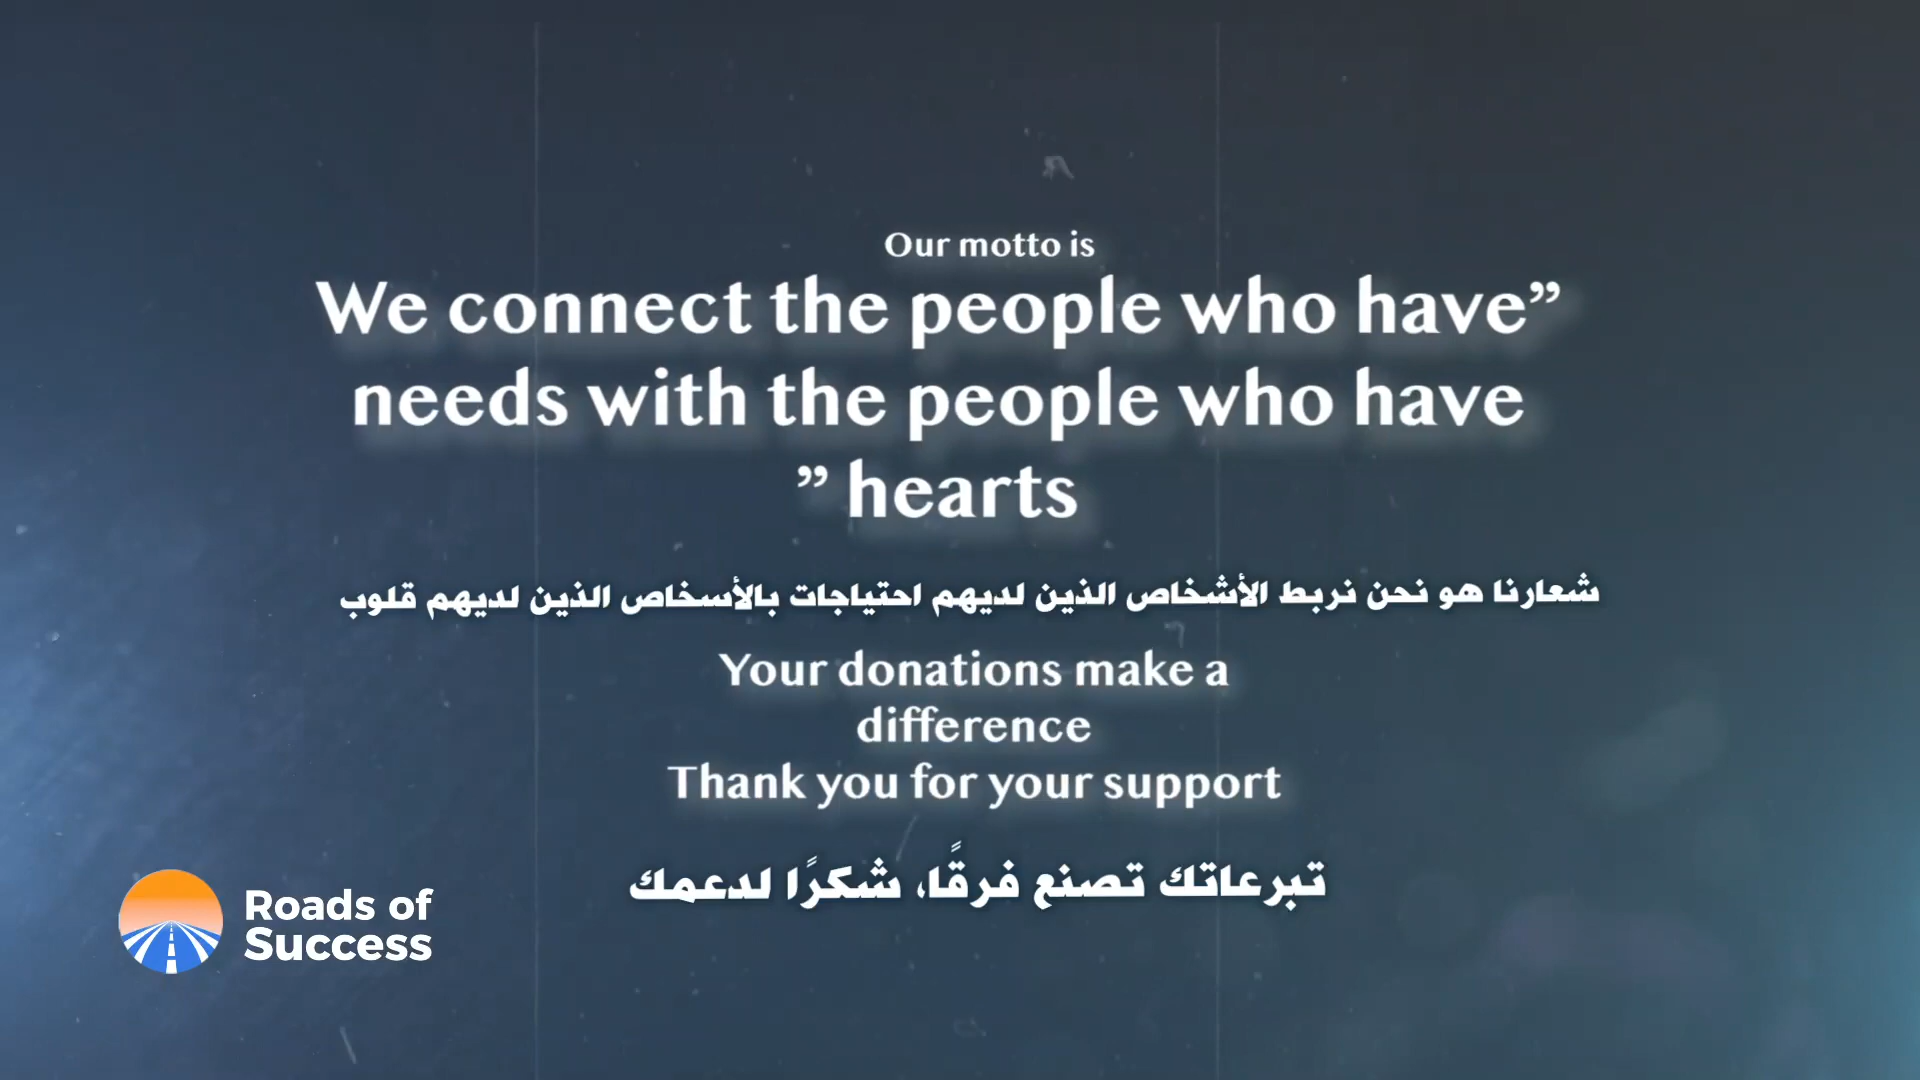 Our motto is
We connect the people who have”
needs with the people who have
” hearts
شعارنا هو نحن نربط الأشخاص الذين لديهم احتياجات بالأسخاص الذين لديهم قلوب
Your donations make a
difference
Thank you for your support
تبرعاتك تصنع فرقًا، شكرًا لدعمك
Roads of
Success